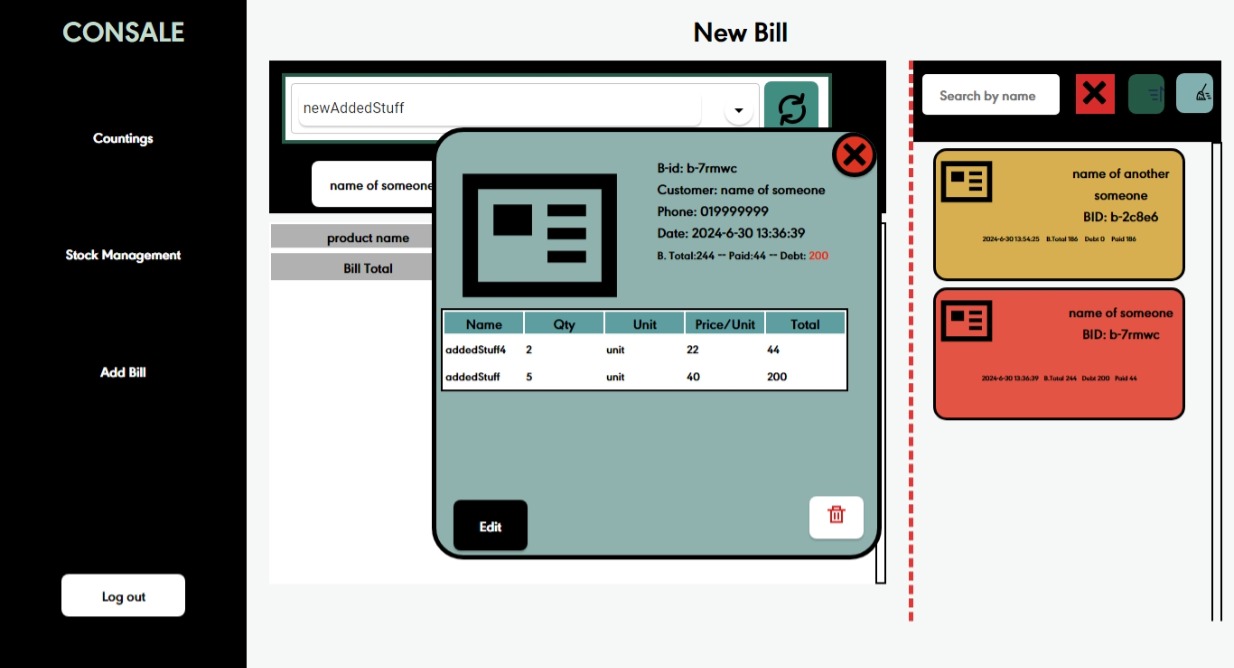 CONSALE
Countings
Stock Management
Add Bill
Log out
New Bill
newAddedStuff
name of someone
product name
Bill Total
B-id: b-7rmwc
Customer: name of someone
Phone: 019999999
Date: 2024-6-30 13:36:39
B. Total:244 -- Paid:44 -- Debt: 200
Name Qty Unit Price/Unit Total
addedStuff4 2 unit 22 44
addedStuff 5 unit 40 200
Edit
Search by name
name of another
someone
BID: b-2c8e6
2024-6-30 13:54:25 B.Total 186 Debt 0 Paid 186
name of someone
BID: b-7rmwc
2024-6-30 13:36:39 B.Total 244 Debt 200 Paid 44